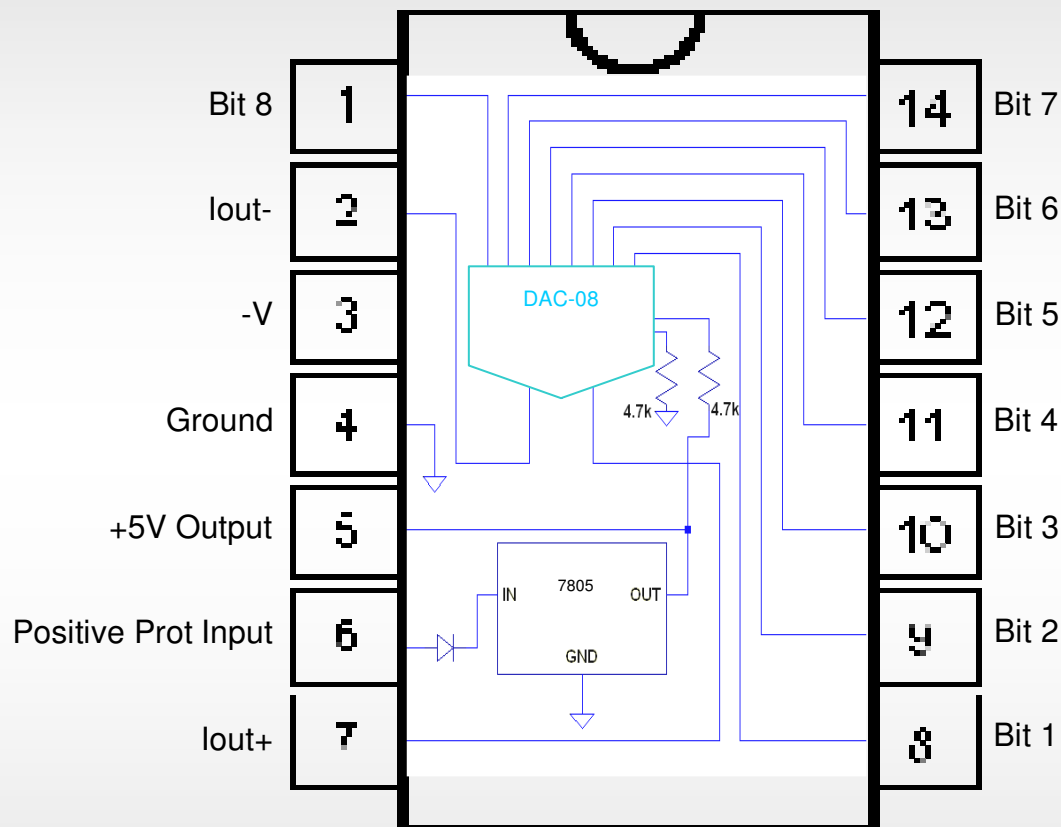 Bit 8 1 14 Bit 7
Iout- 2 13 Bit 6
DAC-08
-V 3 12 Bit 5
4.7k 4.7k
Ground 4 11 Bit 4
+5V Output 5 10 Bit 3
7805
IN OUT
Positive Prot Input 6 9 Bit 2
GND
Iout+ 7 8 Bit 1